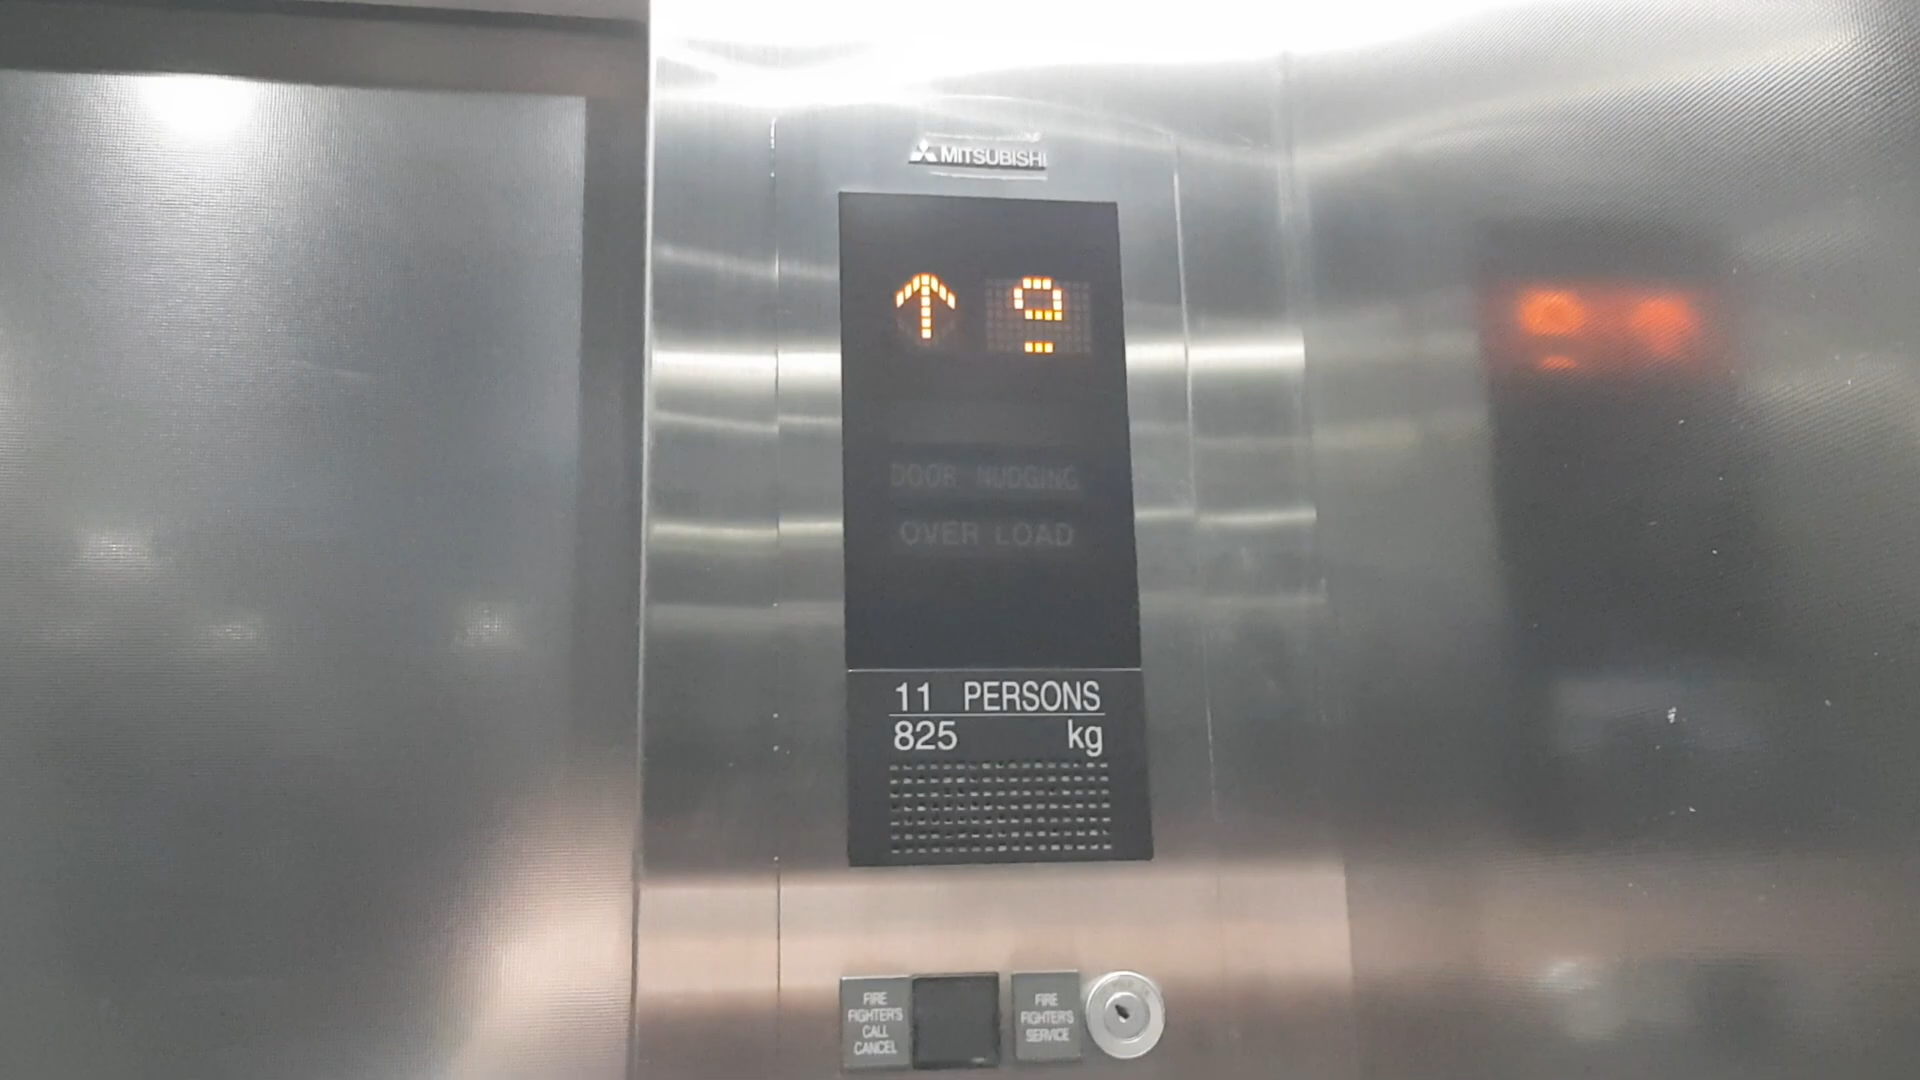 MITSUBISHI
↑ 9
DOOR NUDGING
OVER LOAD
11 PERSONS
825 kg
FIRE
FIGHTER'S
CALL
CANCEL
FIRE
FIGHTER'S
SERVICE